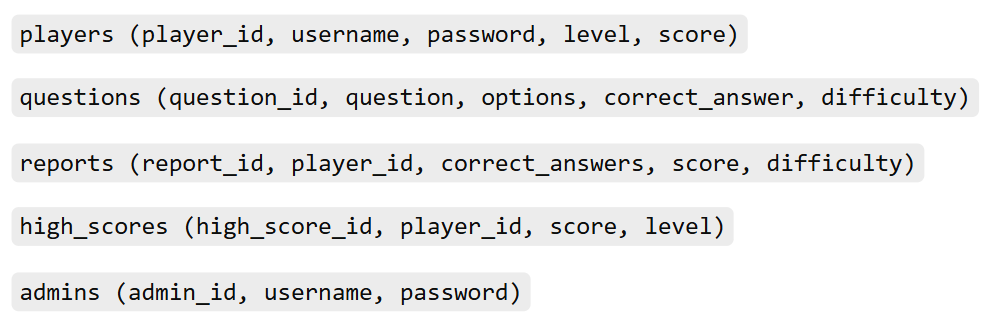 players (player_id, username, password, level, score)
questions (question_id, question, options, correct_answer, difficulty)
reports (report_id, player_id, correct_answers, score, difficulty)
high_scores (high_score_id, player_id, score, level)
admins (admin_id, username, password)